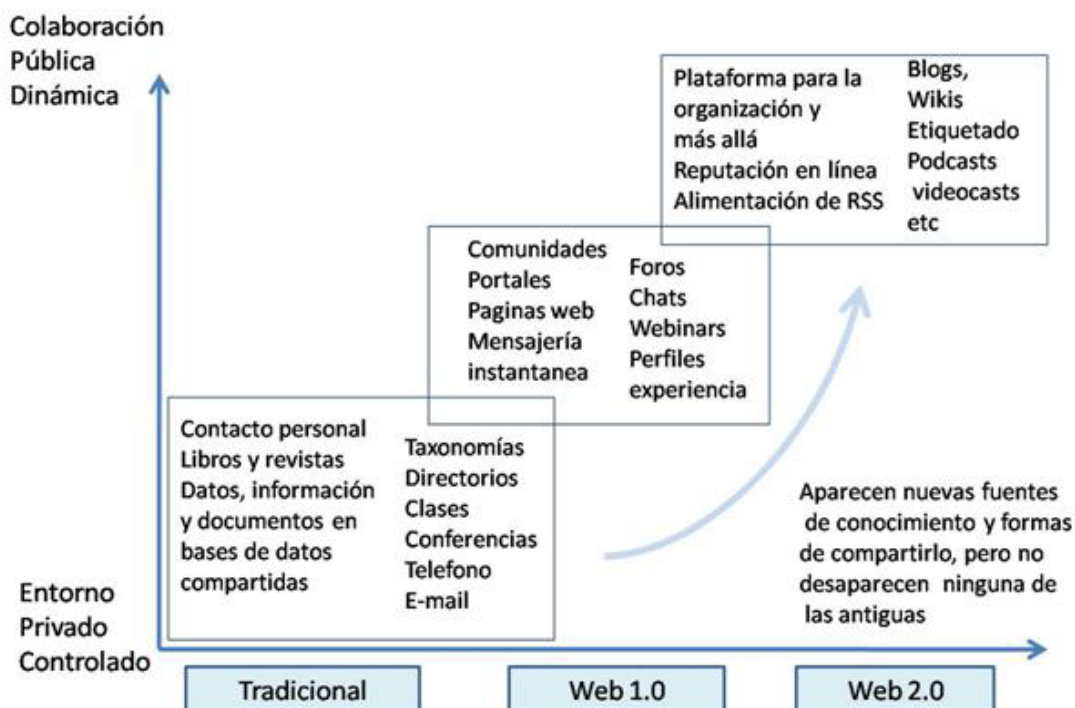 Colaboración
Pública
Dinámica
Plataforma para la
organización y
más allá
Reputación en línea
Alimentación de RSS
Blogs,
Wikis
Etiquetado
Podcasts
videocasts
etc
Comunidades
Portales
Paginas web
Mensajería
instantanea
Foros
Chats
Webinars
Perfiles
experiencia
Contacto personal
Libros y revistas
Datos, información
y documentos en
bases de datos
compartidas
Taxonomías
Directorios
Clases
Conferencias
Telefono
E-mail
Aparecen nuevas fuentes
de conocimiento y formas
de compartirlo, pero no
desaparecen ninguna de
las antiguas
Entorno
Privado
Controlado
Tradicional
Web 1.0
Web 2.0